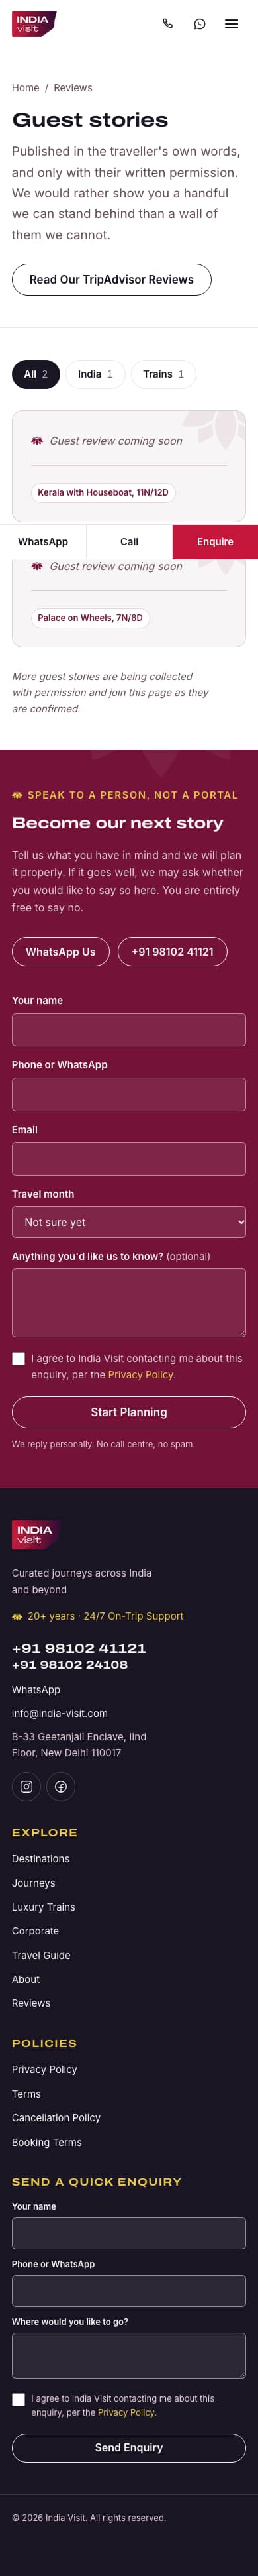 INDIA
visit
Home / Reviews
Guest stories
Published in the traveller's own words,
and only with their written permission.
We would rather show you a handful
we can stand behind than a wall of
them we cannot.
Read Our TripAdvisor Reviews
All 2
India 1
Trains 1
Guest review coming soon
Kerala with Houseboat, 11N/12D
WhatsApp
Call
Enquire
Guest review coming soon
Palace on Wheels, 7N/8D
More guest stories are being collected
with permission and join this page as they
are confirmed.
SPEAK TO A PERSON, NOT A PORTAL
Become our next story
Tell us what you have in mind and we will plan
it properly. If it goes well, we may ask whether
you would like to say so here. You are entirely
free to say no.
WhatsApp Us
+91 98102 41121
Your name
Phone or WhatsApp
Email
Travel month
Not sure yet
Anything you'd like us to know? (optional)
I agree to India Visit contacting me about this
enquiry, per the Privacy Policy.
Start Planning
We reply personally. No call centre, no spam.
INDIA
visit
Curated journeys across India
and beyond
20+ years · 24/7 On-Trip Support
+91 98102 41121
+91 98102 24108
WhatsApp
info@india-visit.com
B-33 Geetanjali Enclave, IInd
Floor, New Delhi 110017
EXPLORE
Destinations
Journeys
Luxury Trains
Corporate
Travel Guide
About
Reviews
POLICIES
Privacy Policy
Terms
Cancellation Policy
Booking Terms
SEND A QUICK ENQUIRY
Your name
Phone or WhatsApp
Where would you like to go?
I agree to India Visit contacting me about this
enquiry, per the Privacy Policy.
Send Enquiry
© 2026 India Visit. All rights reserved.